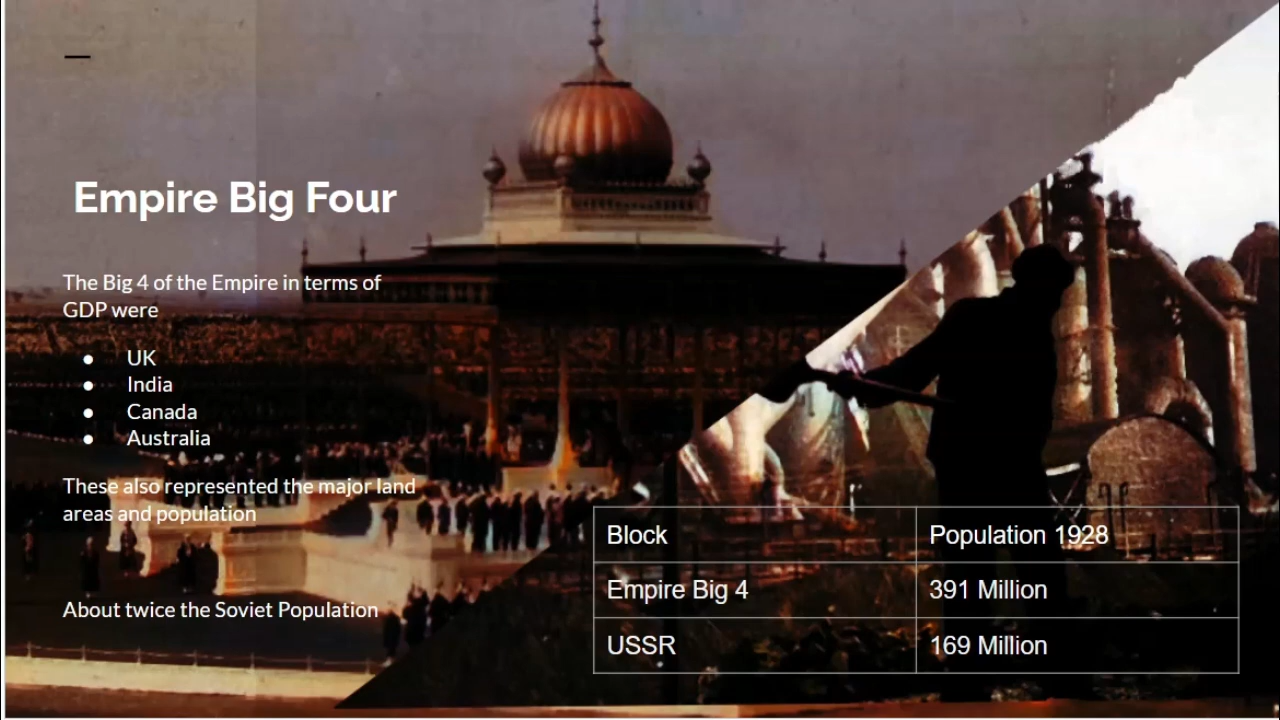 Empire Big Four
The Big 4 of the Empire in terms of
GDP were
● UK
● India
● Canada
● Australia
These also represented the major land
areas and population
About twice the Soviet Population
Block Population 1928
Empire Big 4 391 Million
USSR 169 Million